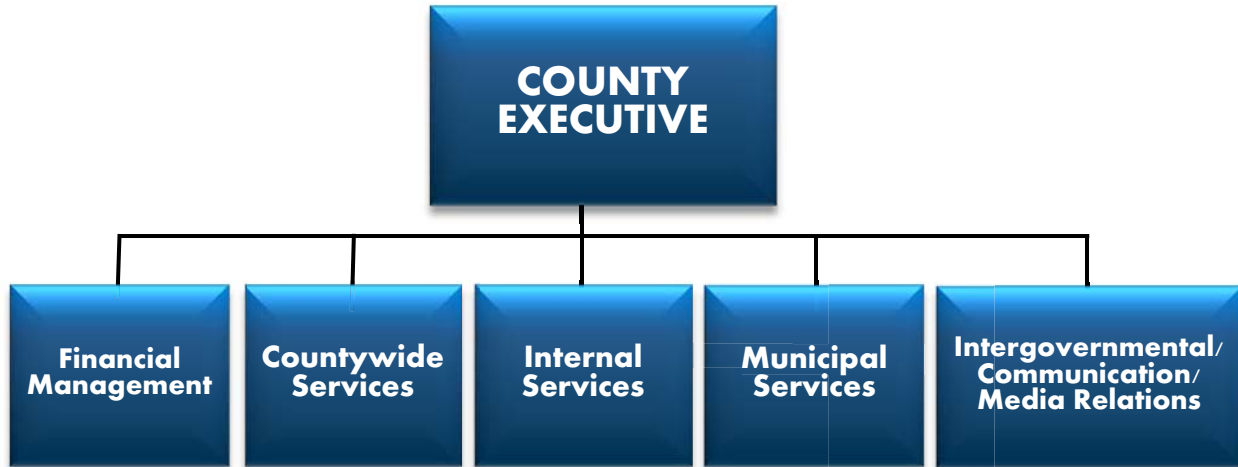 COUNTY
EXECUTIVE
Financial
Management
Countywide
Services
Internal
Services
Municipal
Services
Intergovernmental/
Communication/
Media Relations